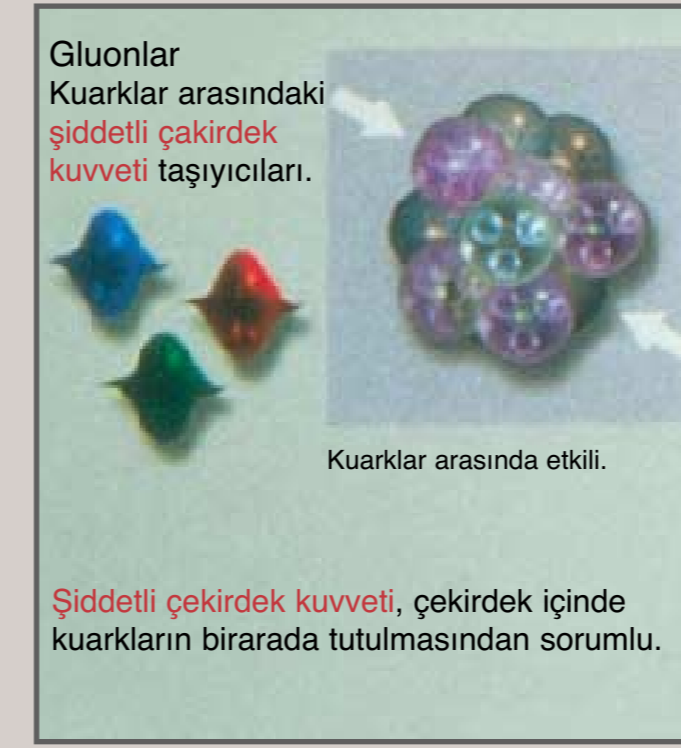 Gluonlar
Kuarklar arasındaki
şiddetli çakirdek
kuvveti taşıyıcıları.
Kuarklar arasında etkili.
Şiddetli çekirdek kuvveti, çekirdek içinde
kuarkların birarada tutulmasından sorumlu.